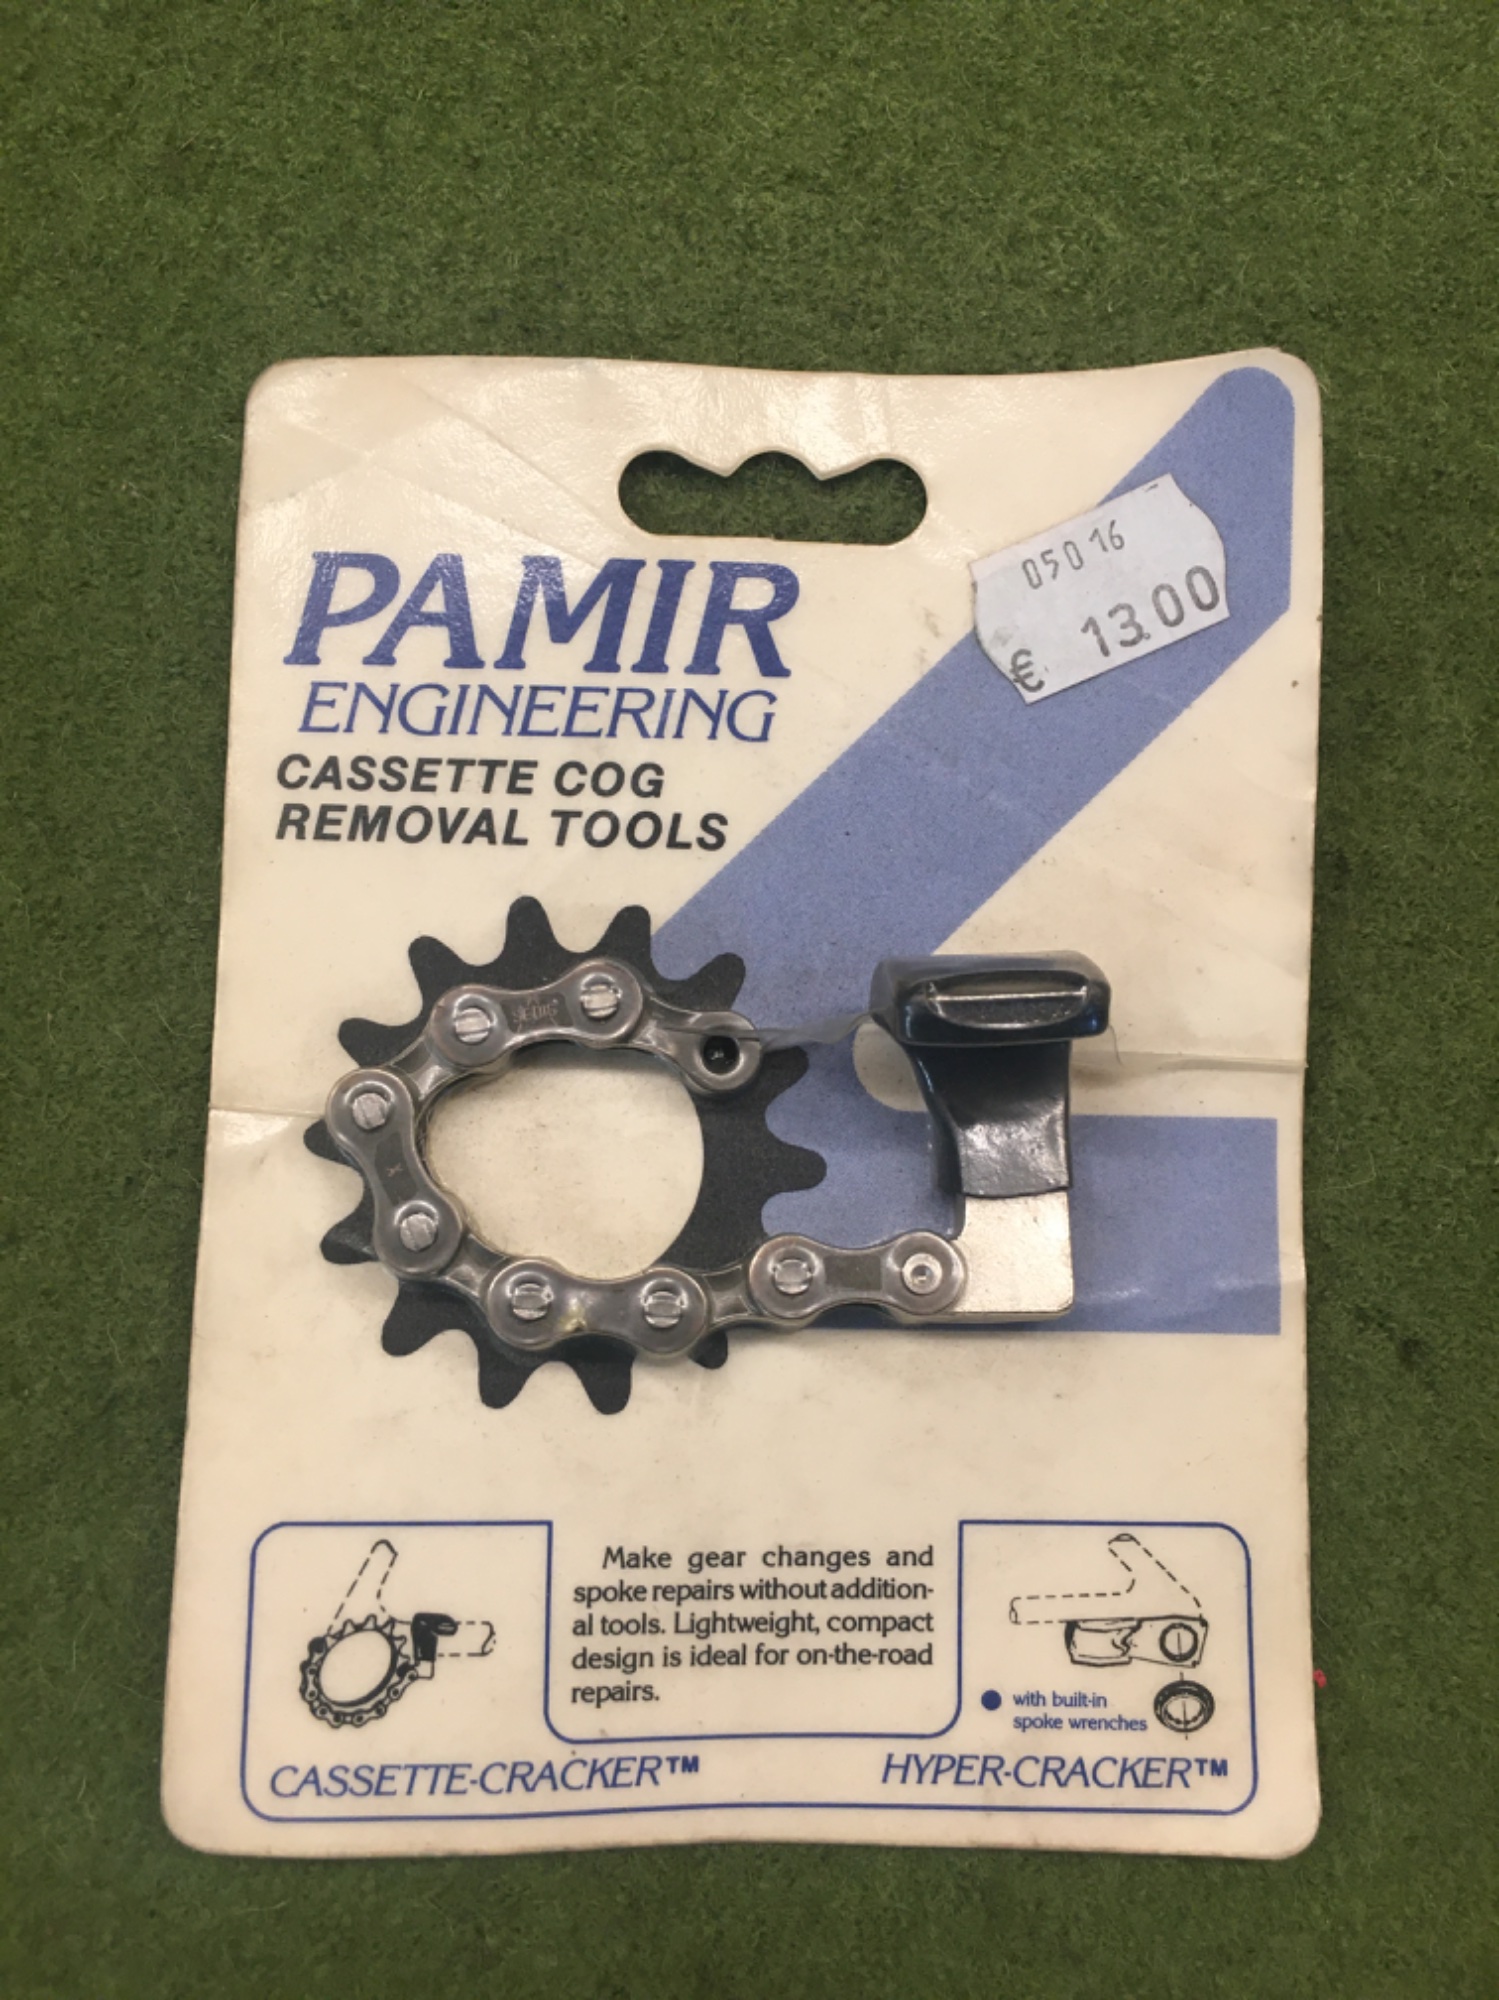 PAMIR
ENGINEERING
CASSETTE COG
REMOVAL TOOLS
05016
€ 13.00
Make gear changes and
spoke repairs without addition-
al tools. Lightweight, compact
design is ideal for on-the-road
repairs.
with built-in
spoke wrenches
CASSETTE-CRACKER™
HYPER-CRACKER™